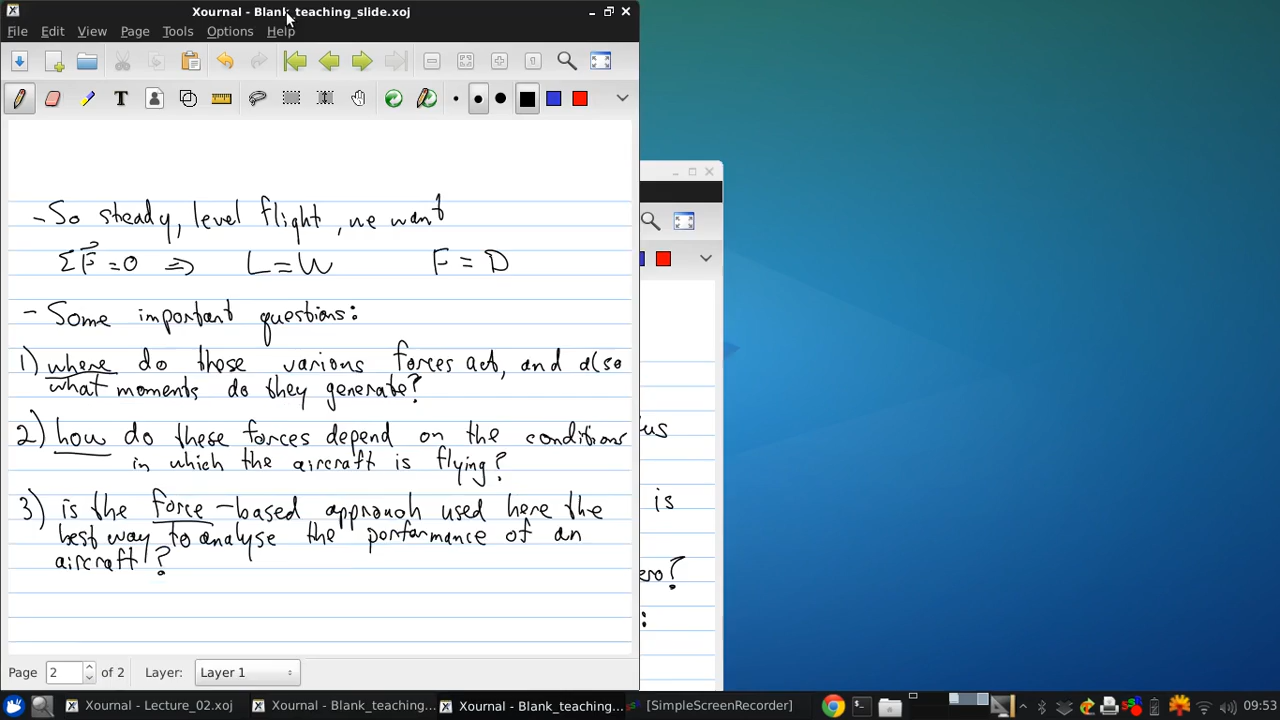 Xournal - Blank_teaching_slide.xoj
File Edit View Page Tools Options Help
-So steady, level flight, we want
ΣF⃗=0 ⇒ L=W F=D
- Some important questions:
1) where do these various forces act, and also
what moments do they generate?
2) how do these forces depend on the conditions
in which the aircraft is flying?
3) is the force-based approach used here the
best way to analyse the performance of an
aircraft?
us
is
ero?
:
Page 2 of 2 Layer: Layer 1
Xournal - Lecture_02.xoj Xournal - Blank_teaching... Xournal - Blank_teaching... [SimpleScreenRecorder] 09:53